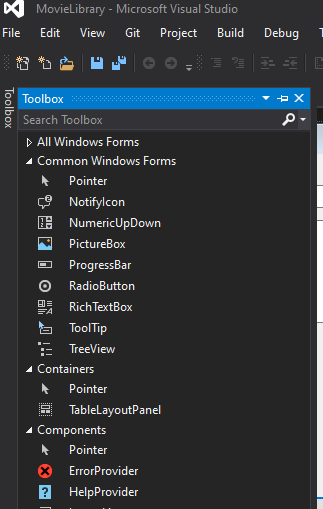 MovieLibrary - Microsoft Visual Studio
File Edit View Git Project Build Debug
Toolbox
Toolbox
Search Toolbox
All Windows Forms
Common Windows Forms
Pointer
NotifyIcon
NumericUpDown
PictureBox
ProgressBar
RadioButton
RichTextBox
ToolTip
TreeView
Containers
Pointer
TableLayoutPanel
Components
Pointer
ErrorProvider
HelpProvider